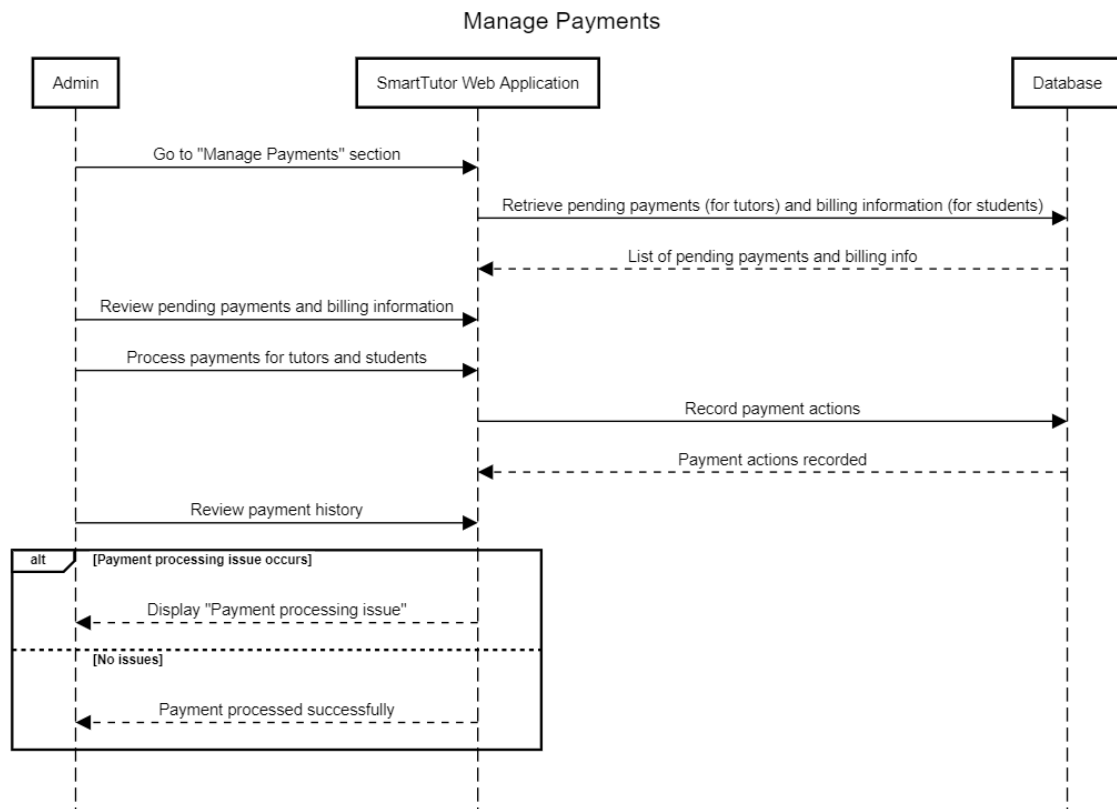 Manage Payments
Admin
SmartTutor Web Application
Database
Go to "Manage Payments" section
Retrieve pending payments (for tutors) and billing information (for students)
List of pending payments and billing info
Review pending payments and billing information
Process payments for tutors and students
Record payment actions
Payment actions recorded
Review payment history
alt
[Payment processing issue occurs]
Display "Payment processing issue"
[No issues]
Payment processed successfully